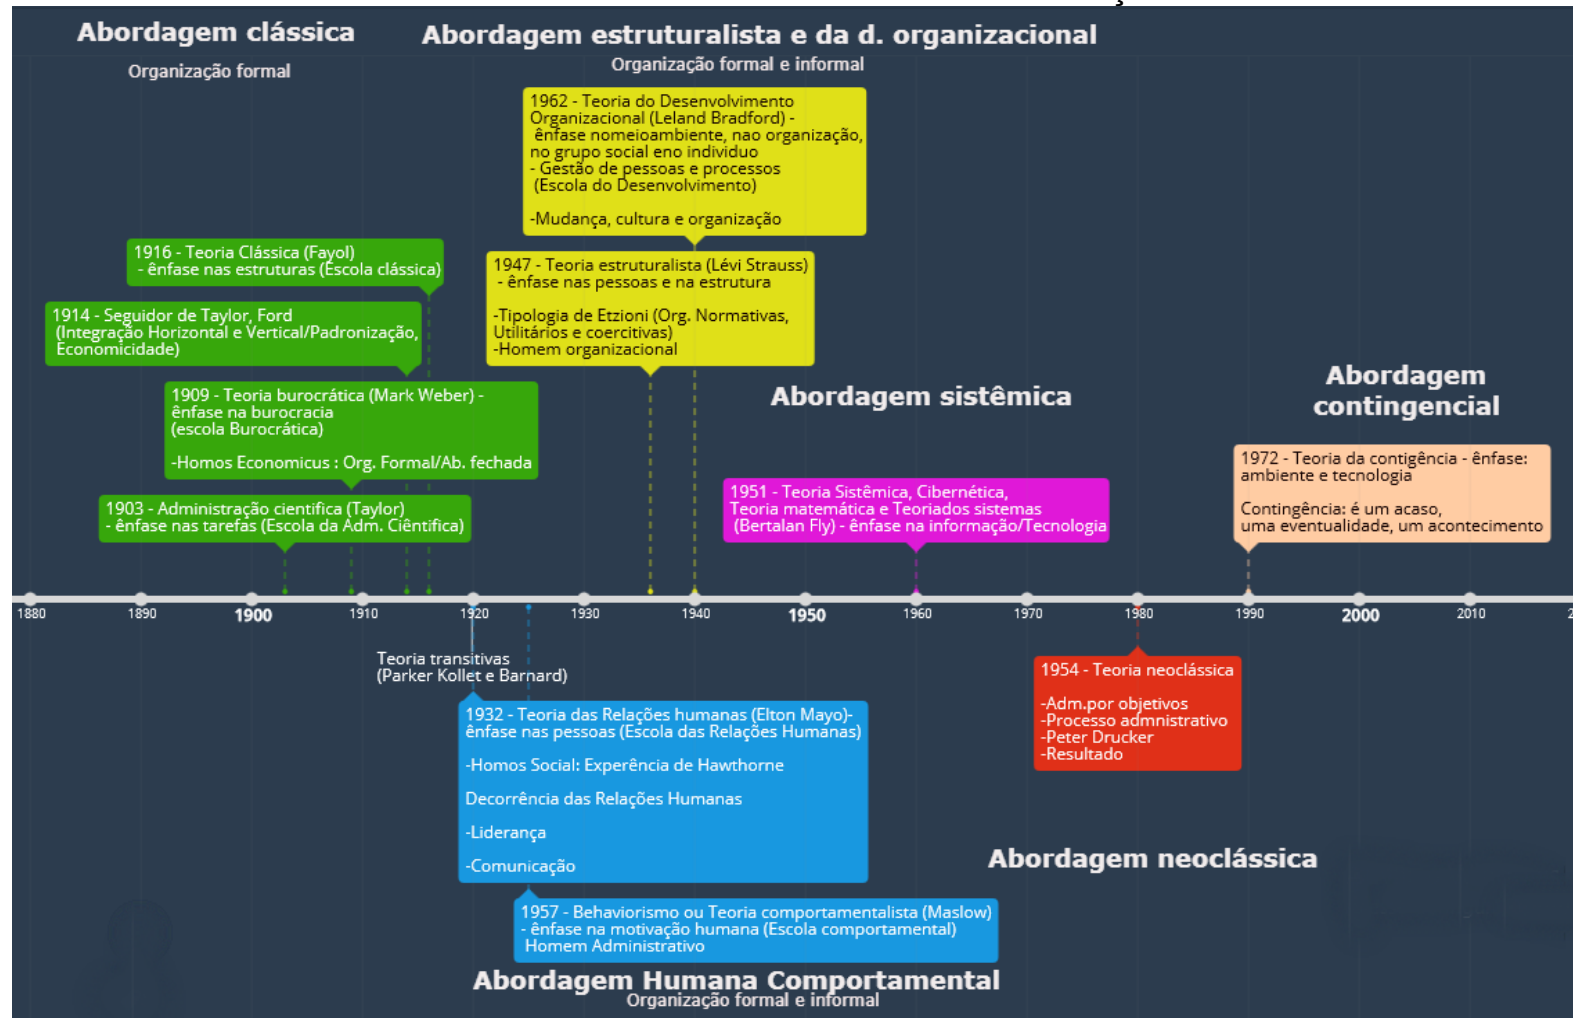 Abordagem clássica
Organização formal
Abordagem estruturalista e da d. organizacional
Organização formal e informal
1962 - Teoria do Desenvolvimento
Organizacional (Leland Bradford) -
ênfase nomeioambiente, nao organização,
no grupo social eno individuo
- Gestão de pessoas e processos
(Escola do Desenvolvimento)
-Mudança, cultura e organização
1916 - Teoria Clássica (Fayol)
- ênfase nas estruturas (Escola clássica)
1947 - Teoria estruturalista (Lévi Strauss)
- ênfase nas pessoas e na estrutura
-Tipologia de Etzioni (Org. Normativas,
Utilitários e coercitivas)
-Homem organizacional
1914 - Seguidor de Taylor, Ford
(Integração Horizontal e Vertical/Padronização,
Economicidade)
1909 - Teoria burocrática (Mark Weber) -
ênfase na burocracia
(escola Burocrática)
-Homos Economicus : Org. Formal/Ab. fechada
1903 - Administração cientifica (Taylor)
- ênfase nas tarefas (Escola da Adm. Ciêntifica)
Abordagem sistêmica
1951 - Teoria Sistêmica, Cibernética,
Teoria matemática e Teoriados sistemas
(Bertalan Fly) - ênfase na informação/Tecnologia
Abordagem
contingencial
1972 - Teoria da contigência - ênfase:
ambiente e tecnologia
Contingência: é um acaso,
uma eventualidade, um acontecimento
1880 1890 1900 1910 1920 1930 1940 1950 1960 1970 1980 1990 2000 2010
Teoria transitivas
(Parker Kollet e Barnard)
1932 - Teoria das Relações humanas (Elton Mayo)-
ênfase nas pessoas (Escola das Relações Humanas)
-Homos Social: Experência de Hawthorne
Decorrência das Relações Humanas
-Liderança
-Comunicação
1957 - Behaviorismo ou Teoria comportamentalista (Maslow)
- ênfase na motivação humana (Escola comportamental)
Homem Administrativo
Abordagem Humana Comportamental
Organização formal e informal
1954 - Teoria neoclássica
-Adm.por objetivos
-Processo admnistrativo
-Peter Drucker
-Resultado
Abordagem neoclássica